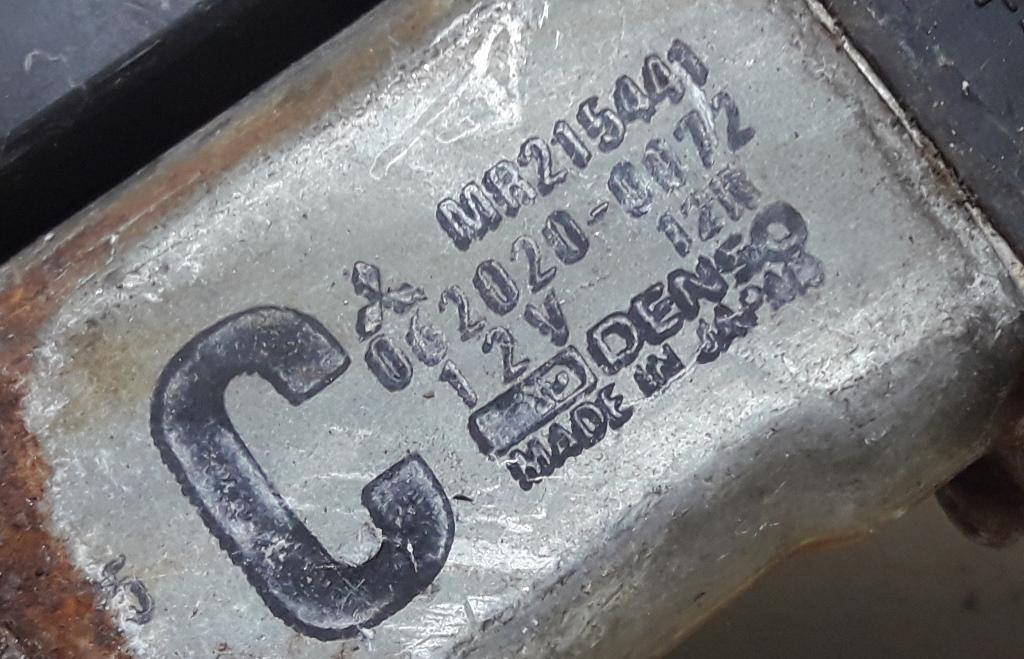 MR215441
062020-0072
12V 12W
D DENSO
MADE IN JAPAN
C